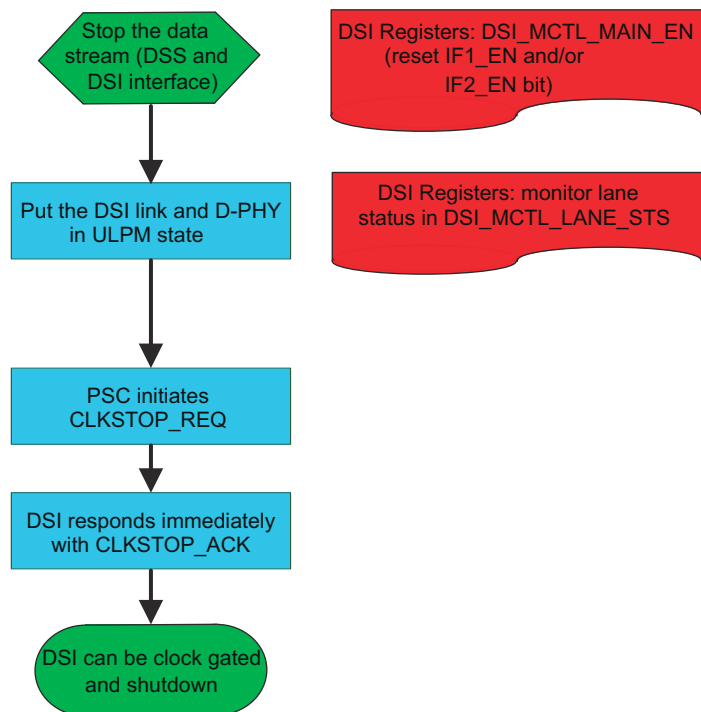 Stop the data
stream (DSS and
DSI interface)
DSI Registers: DSI_MCTL_MAIN_EN
(reset IF1_EN and/or
IF2_EN bit)
Put the DSI link and D-PHY
in ULPM state
DSI Registers: monitor lane
status in DSI_MCTL_LANE_STS
PSC initiates
CLKSTOP_REQ
DSI responds immediately
with CLKSTOP_ACK
DSI can be clock gated
and shutdown